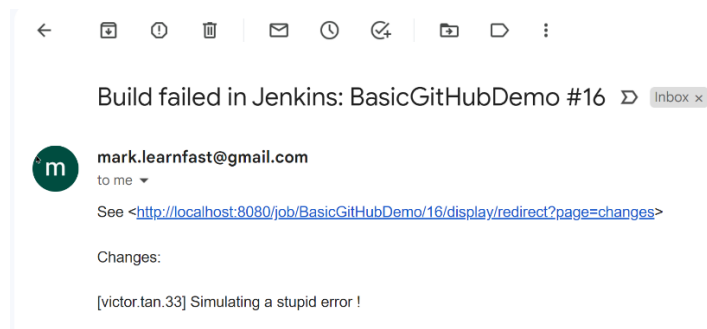 Build failed in Jenkins: BasicGitHubDemo #16 Inbox ×
m
mark.learnfast@gmail.com
to me
See <http://localhost:8080/job/BasicGitHubDemo/16/display/redirect?page=changes>
Changes:
[victor.tan.33] Simulating a stupid error !